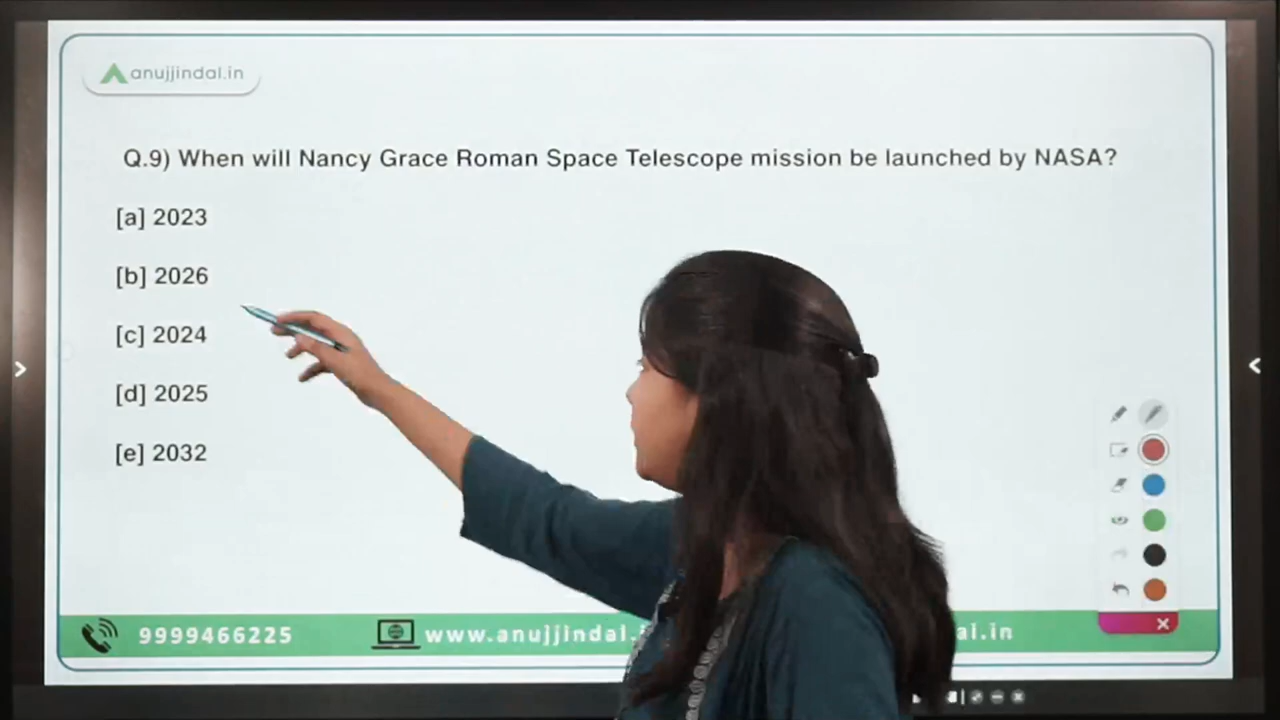 anujjindal.in
Q.9) When will Nancy Grace Roman Space Telescope mission be launched by NASA?
[a] 2023
[b] 2026
[c] 2024
[d] 2025
[e] 2032
9999466225
www.anujjindal.i
al.in